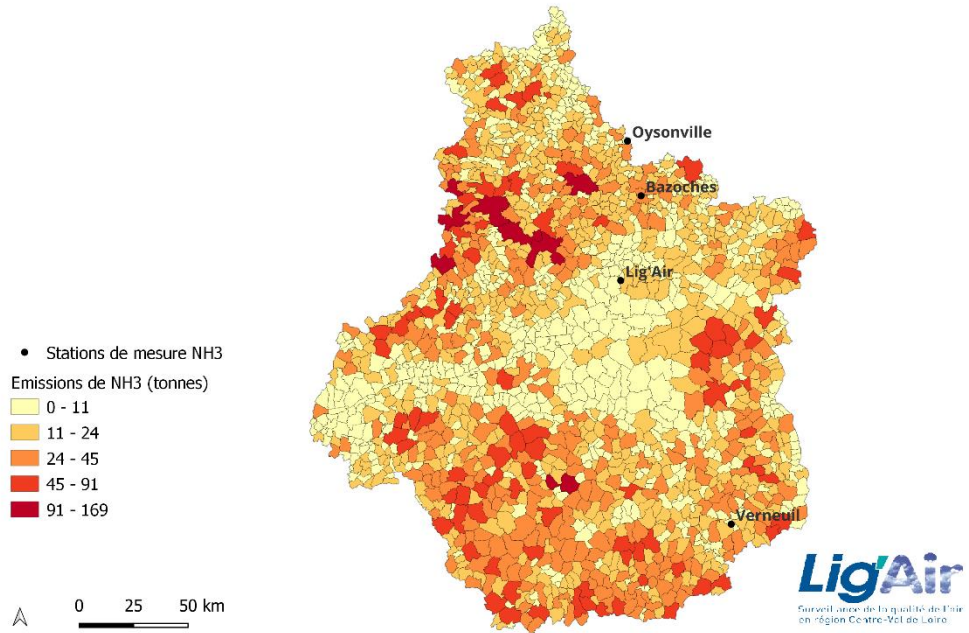 Oysonville
Bazoches
Lig'Air
Verneuil
Stations de mesure NH3
Emissions de NH3 (tonnes)
0 - 11
11 - 24
24 - 45
45 - 91
91 - 169
0 25 50 km
Lig'Air
Surveillance de la qualité de l'air
en région Centre-Val de Loire